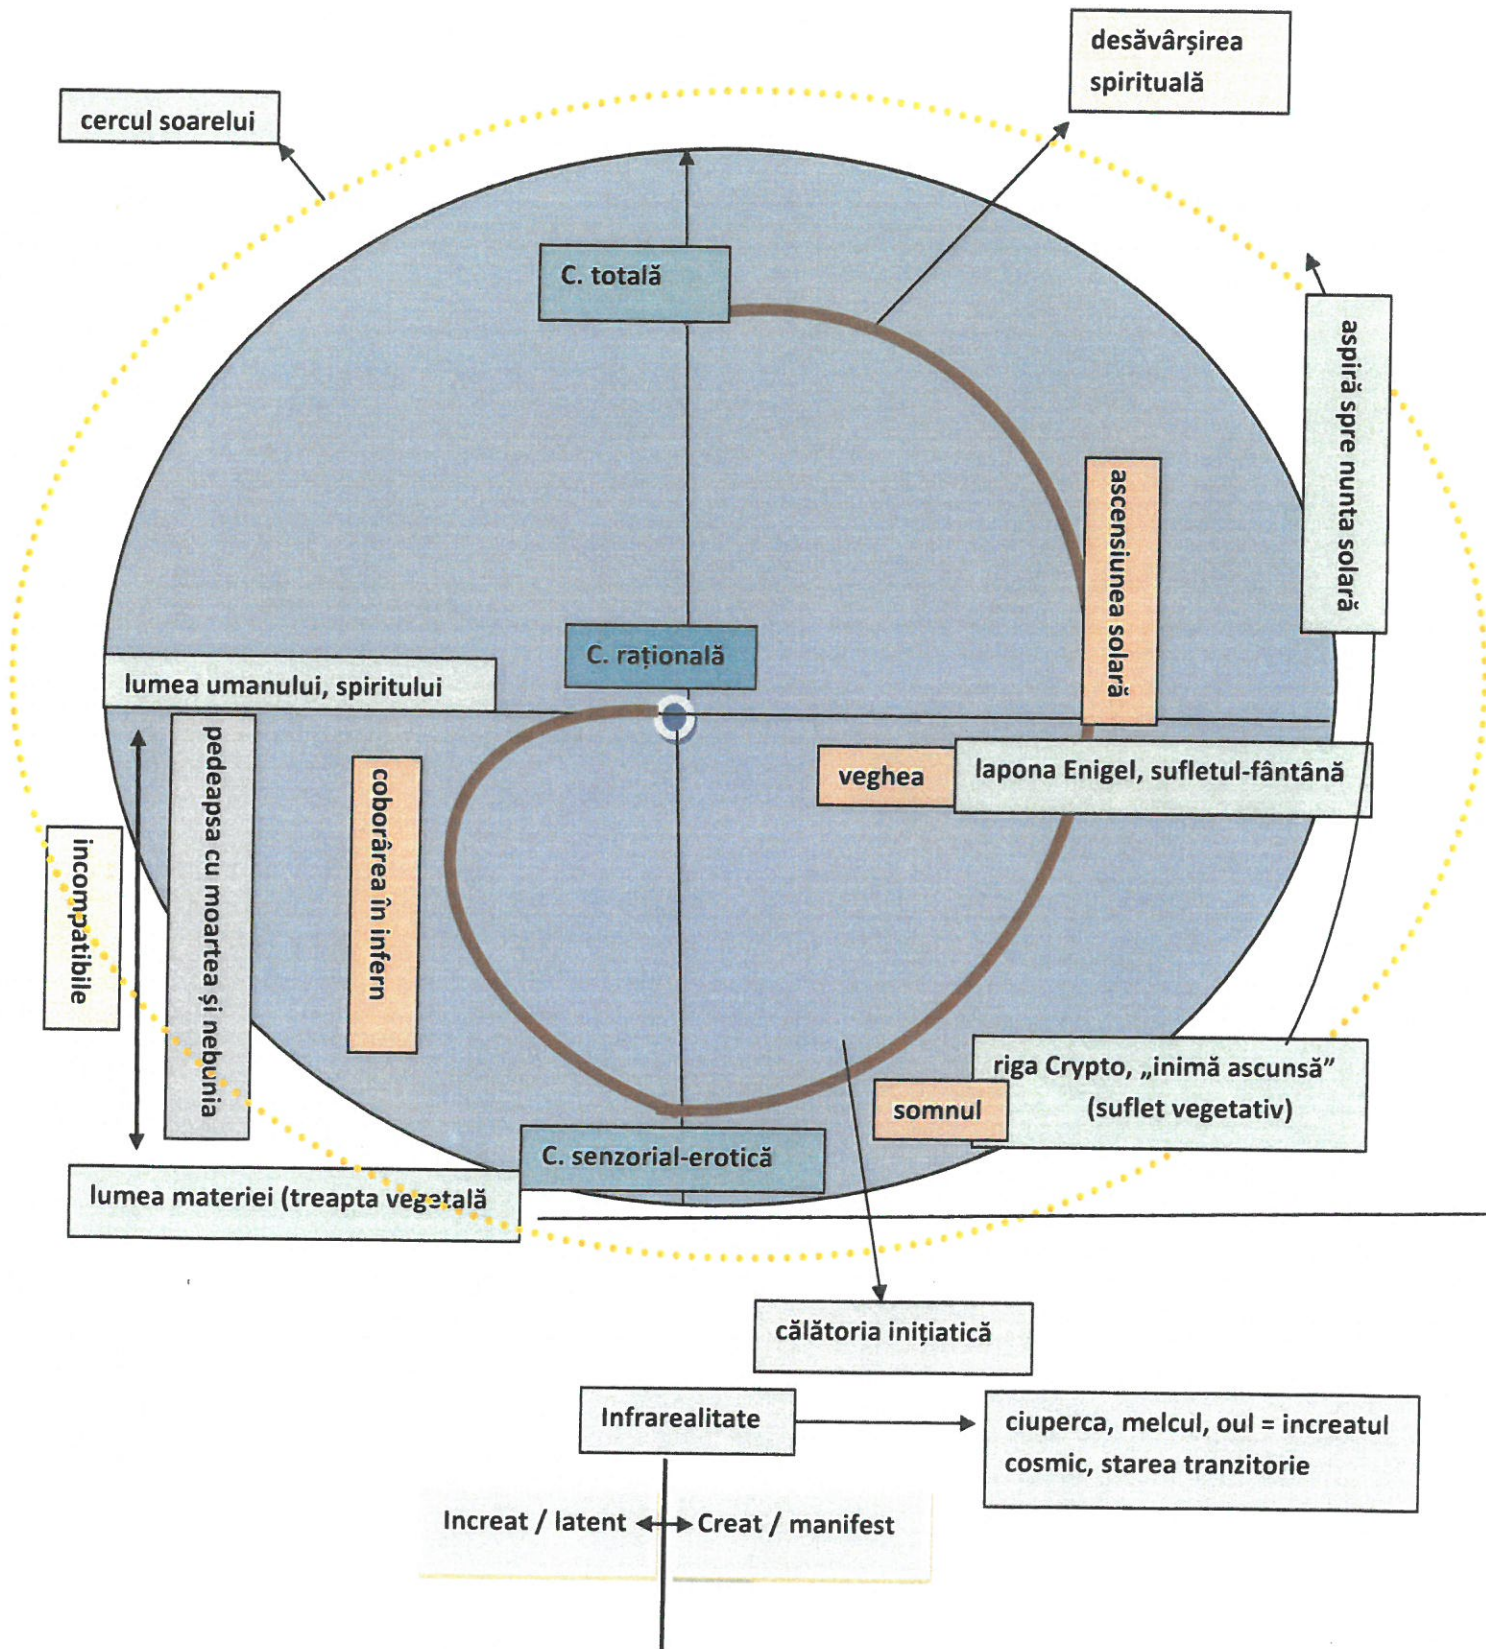 desăvârșirea
spirituală
cercul soarelui
C. totală
aspiră spre nunta solară
ascensiunea solară
C. rațională
lumea umanului, spiritului
pedeapsa cu moartea și nebunia
coborârea în infern
veghea
lapona Enigel, sufletul-fântână
incompatibile
riga Crypto, „inimă ascunsă”
(suflet vegetativ)
somnul
C. senzorial-erotică
lumea materiei (treapta vegetală
călătoria inițiatică
Infrarealitate
ciuperca, melcul, oul = increatul
cosmic, starea tranzitorie
Increat / latent
Creat / manifest